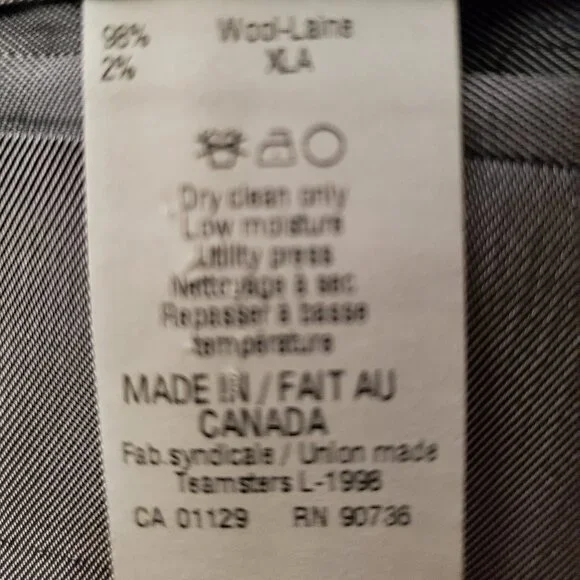 98% Wool-Laine
2% XLA
Dry clean only
Low moisture
Utility press
Nettoyage à sec
Repasser à basse
température
MADE IN / FAIT AU
CANADA
Fab.syndicale / Union made
Teamsters L-1998
CA 01129 RN 90736